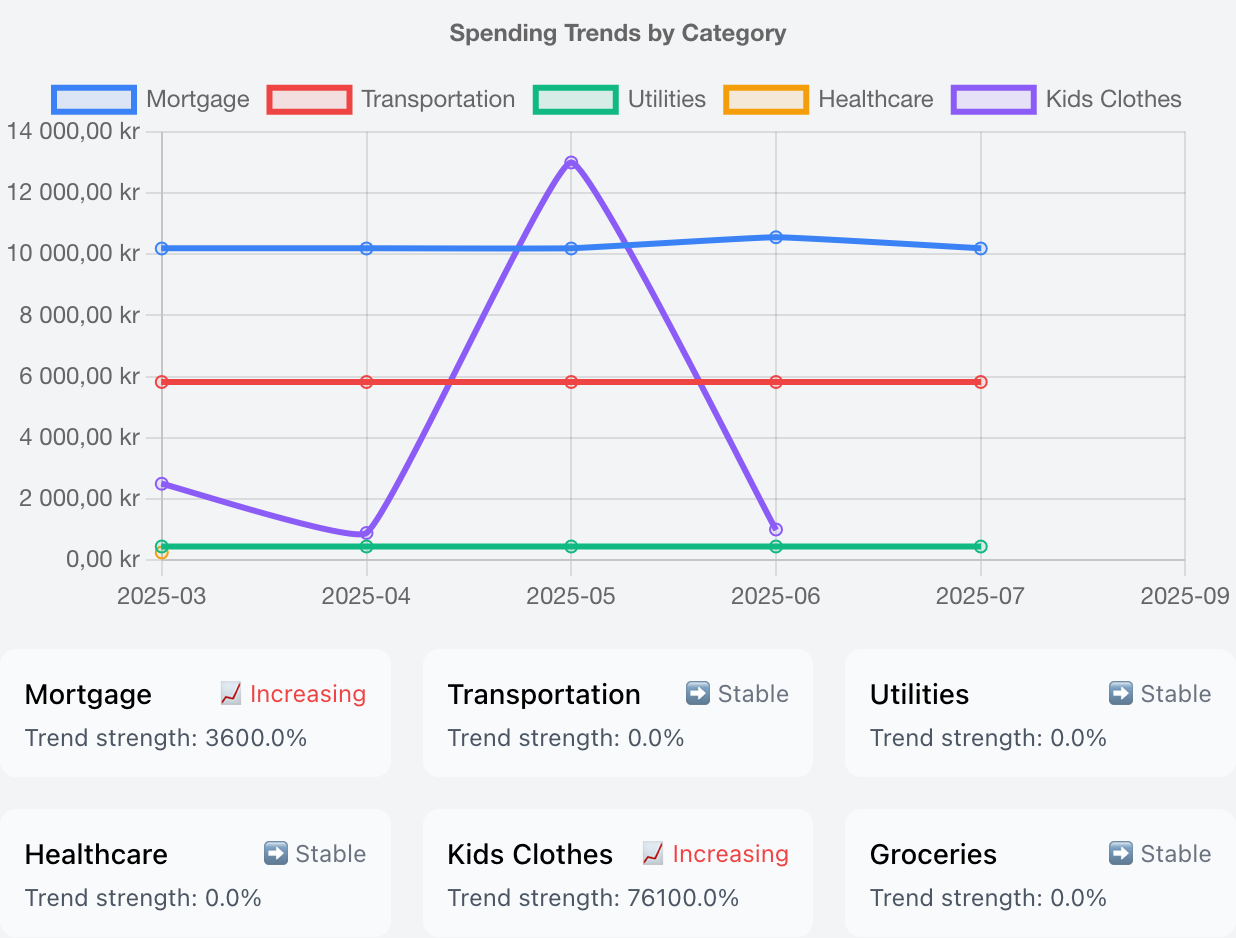 Spending Trends by Category
Mortgage Transportation Utilities Healthcare Kids Clothes
14 000,00 kr
12 000,00 kr
10 000,00 kr
8 000,00 kr
6 000,00 kr
4 000,00 kr
2 000,00 kr
0,00 kr
2025-03 2025-04 2025-05 2025-06 2025-07 2025-09
Mortgage 📈 Increasing
Trend strength: 3600.0%
Transportation ➡️ Stable
Trend strength: 0.0%
Utilities ➡️ Stable
Trend strength: 0.0%
Healthcare ➡️ Stable
Trend strength: 0.0%
Kids Clothes 📈 Increasing
Trend strength: 76100.0%
Groceries ➡️ Stable
Trend strength: 0.0%